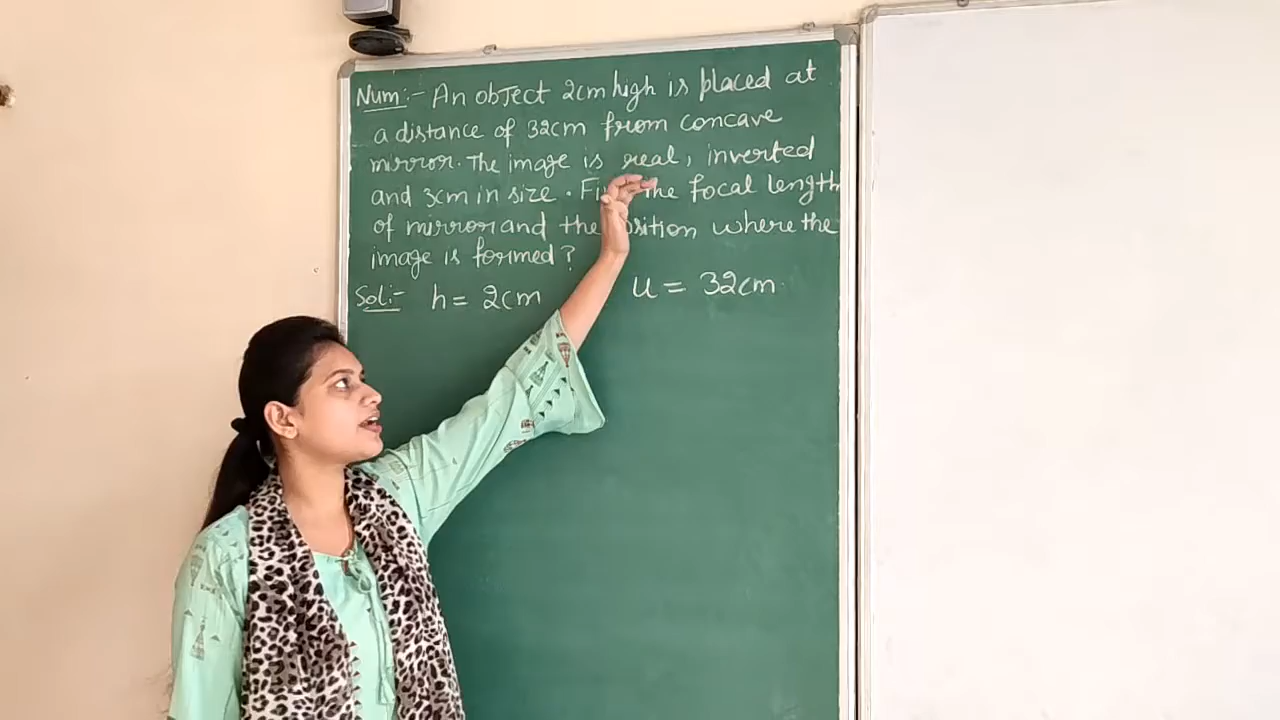 Num:- An object 2cm high is placed at
a distance of 32cm from concave
mirror. The image is real, inverted
and 3cm in size. the focal length
of mirror and the where the
image is formed?
Sol:- h = 2cm u = 32cm